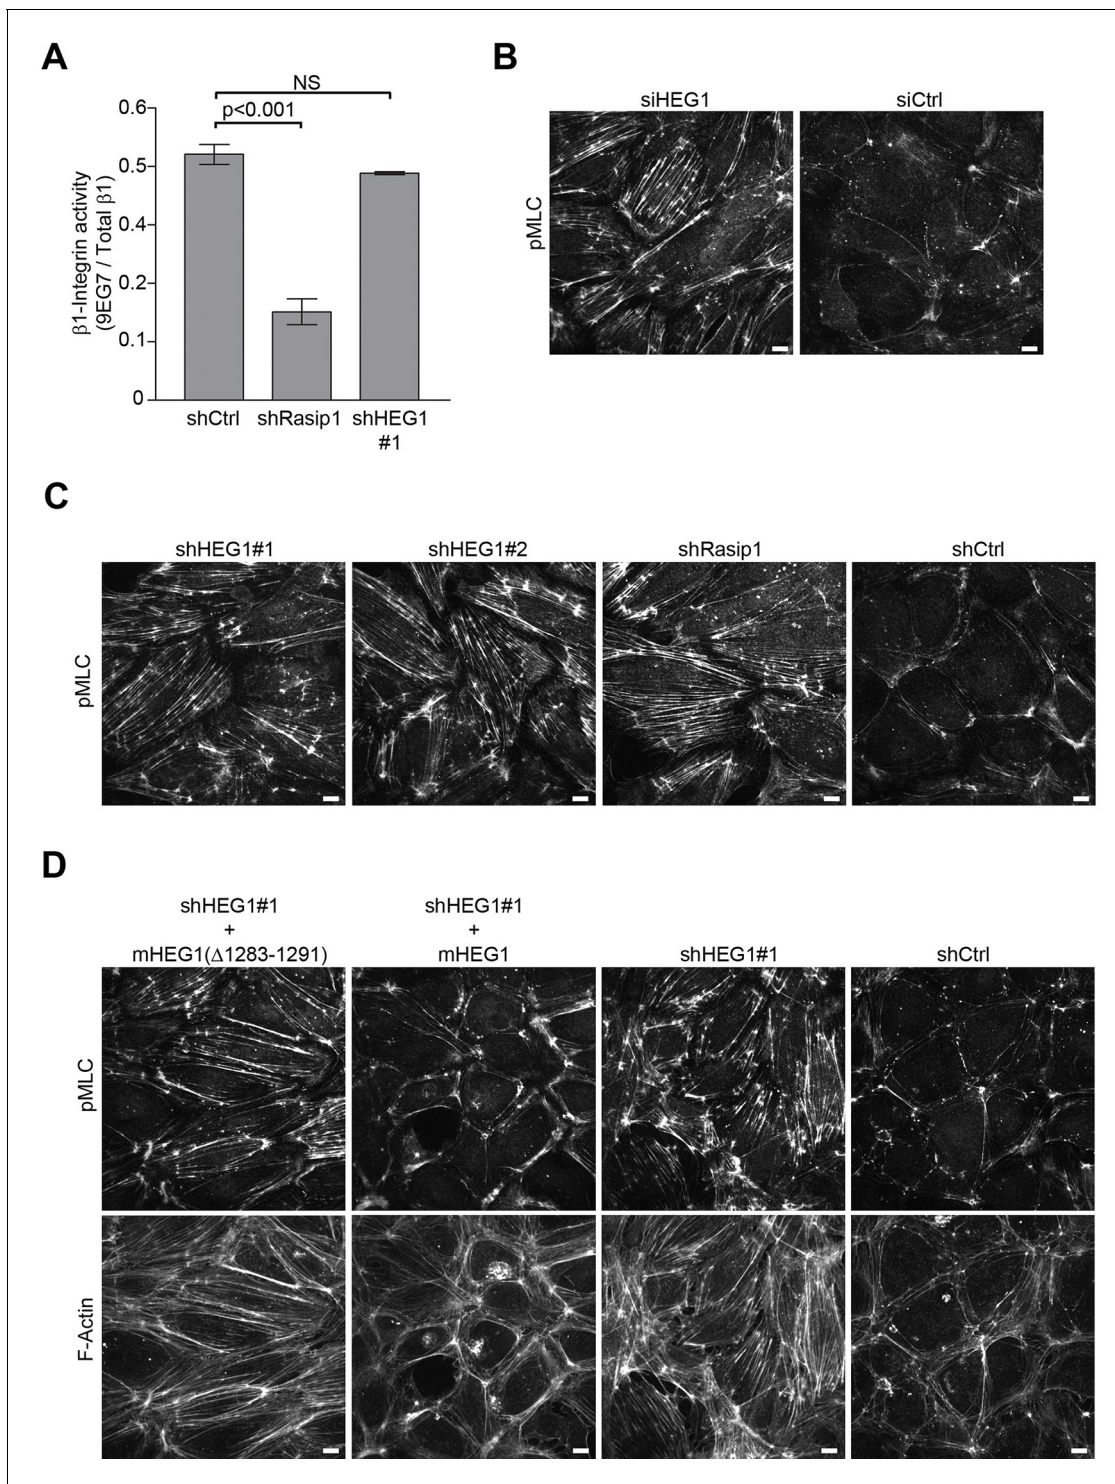 A
NS
p<0.001
0.6
0.5
0.4
0.2
0.1
0
β1-Integrin activity
(9EG7 / Total β1)
shCtrl
shRasip1
shHEG1
#1
B
siHEG1
siCtrl
pMLC
C
shHEG1#1
shHEG1#2
shRasip1
shCtrl
pMLC
D
shHEG1#1
+
mHEG1(Δ1283-1291)
shHEG1#1
+
mHEG1
shHEG1#1
shCtrl
pMLC
F-Actin